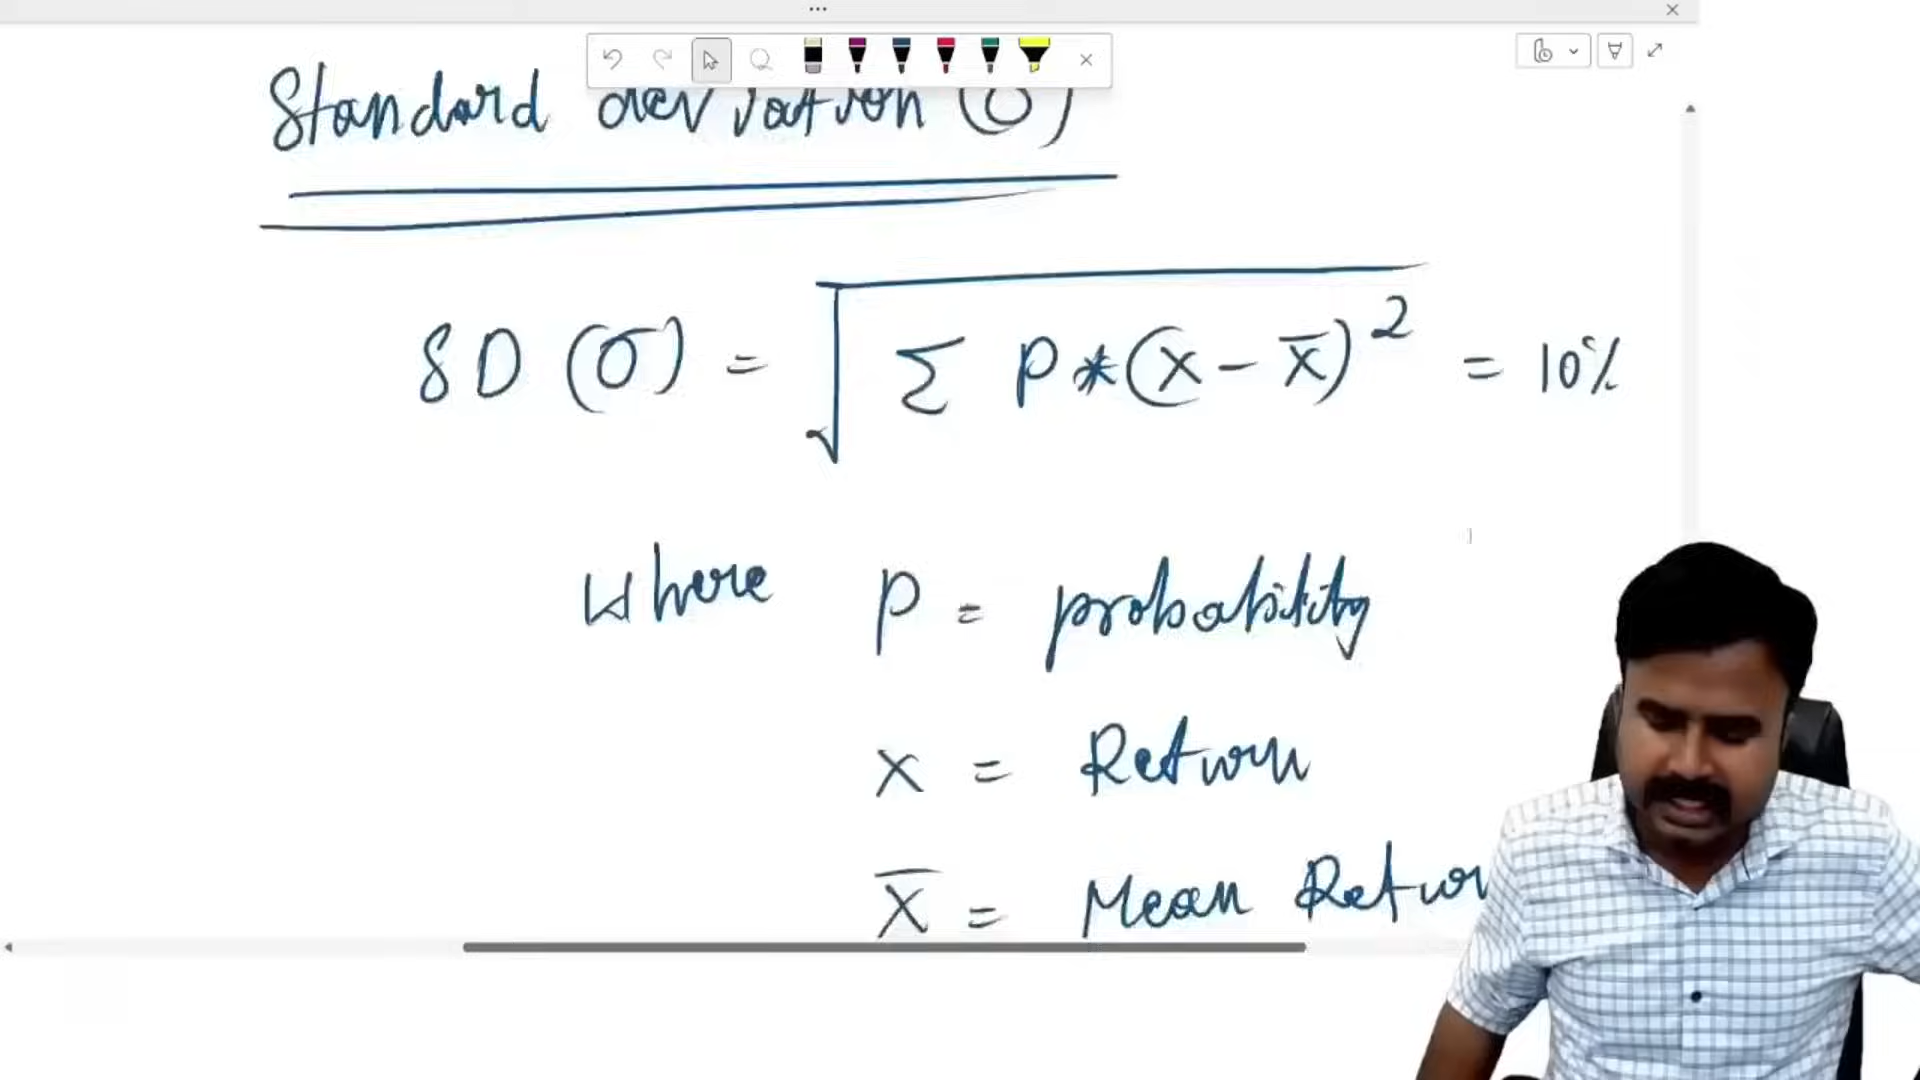 Standard deviation (σ)
SD (σ) = √ Σ P * (x - x̄)² = 10%
where P = probability
x = Return
x̄ = Mean Return